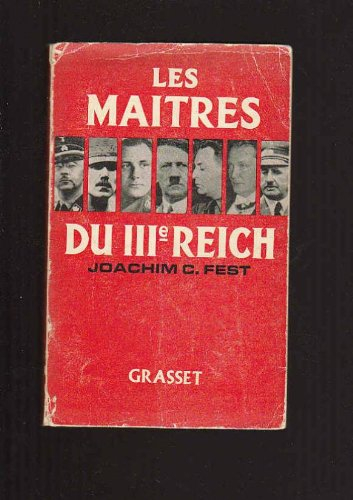 LES
MAITRES
DU IIIe REICH
JOACHIM C. FEST
GRASSET